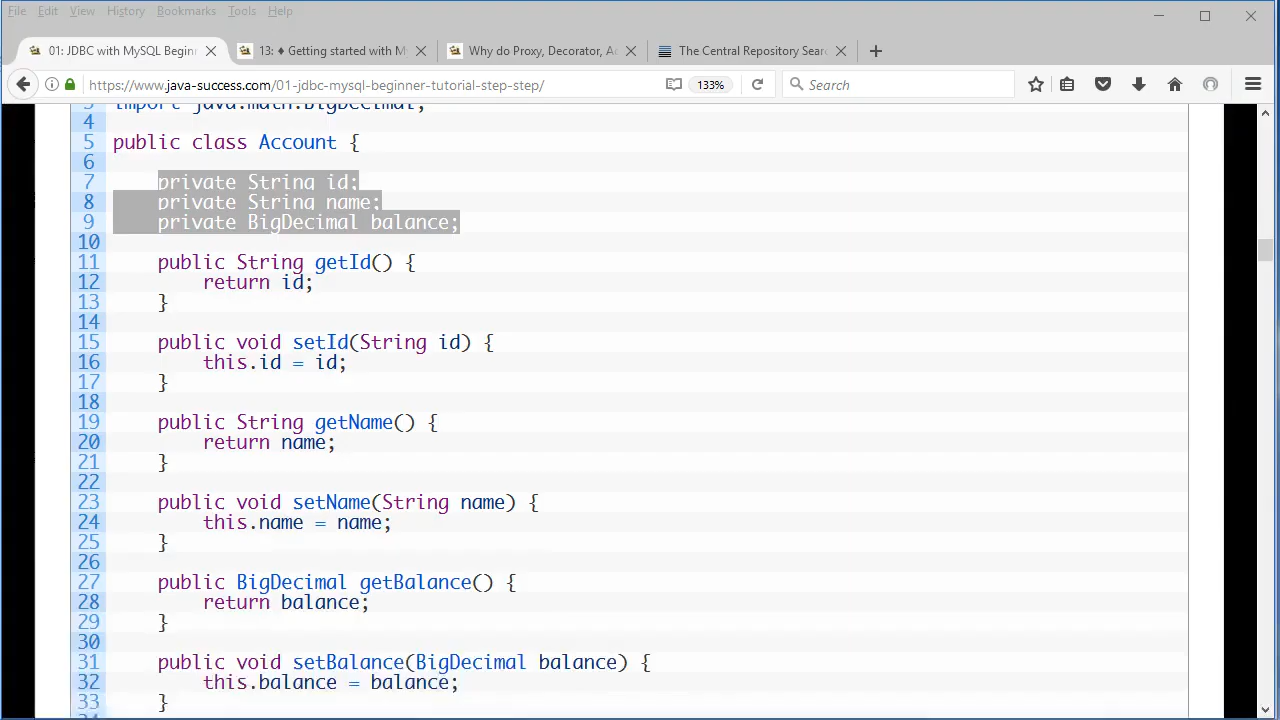 File Edit View History Bookmarks Tools Help
01: JDBC with MySQL Begin
13: ♦ Getting started with M
Why do Proxy, Decorator, A
The Central Repository Sear
https://www.java-success.com/01-jdbc-mysql-beginner-tutorial-step-step/
133%
Search
3 import java.math.BigDecimal;
4
5 public class Account {
6
7 private String id;
8 private String name;
9 private BigDecimal balance;
10
11 public String getId() {
12 return id;
13 }
14
15 public void setId(String id) {
16 this.id = id;
17 }
18
19 public String getName() {
20 return name;
21 }
22
23 public void setName(String name) {
24 this.name = name;
25 }
26
27 public BigDecimal getBalance() {
28 return balance;
29 }
30
31 public void setBalance(BigDecimal balance) {
32 this.balance = balance;
33 }